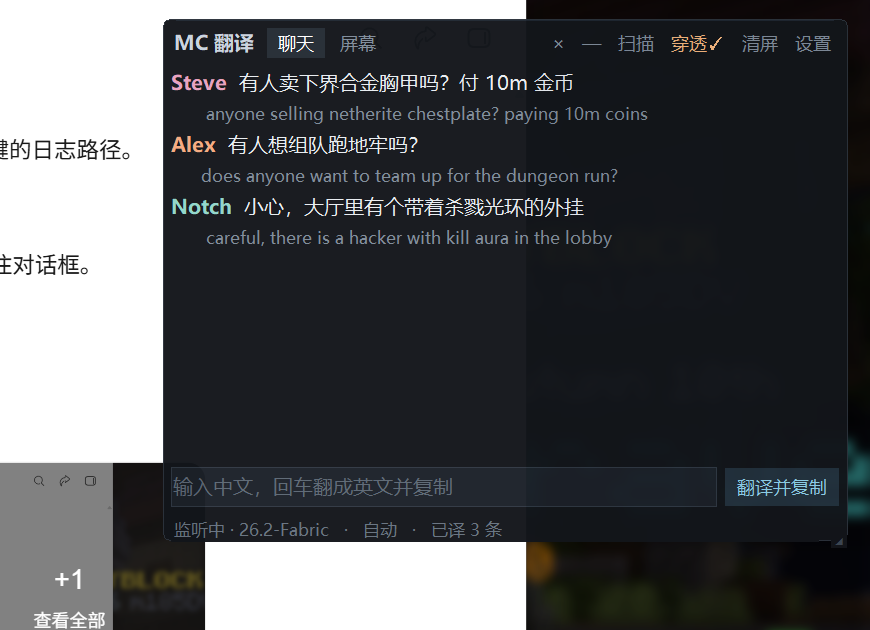 MC 翻译 聊天 屏幕 × — 扫描 穿透✓ 清屏 设置
Steve 有人卖下界合金胸甲吗？付 10m 金币
anyone selling netherite chestplate? paying 10m coins
键的日志路径。
Alex 有人想组队跑地牢吗？
does anyone want to team up for the dungeon run?
Notch 小心，大厅里有个带着杀戮光环的外挂
careful, there is a hacker with kill aura in the lobby
住对话框。
输入中文，回车翻成英文并复制 翻译并复制
监听中 · 26.2-Fabric · 自动 · 已译 3 条
+1
YBLOCK
查看全部